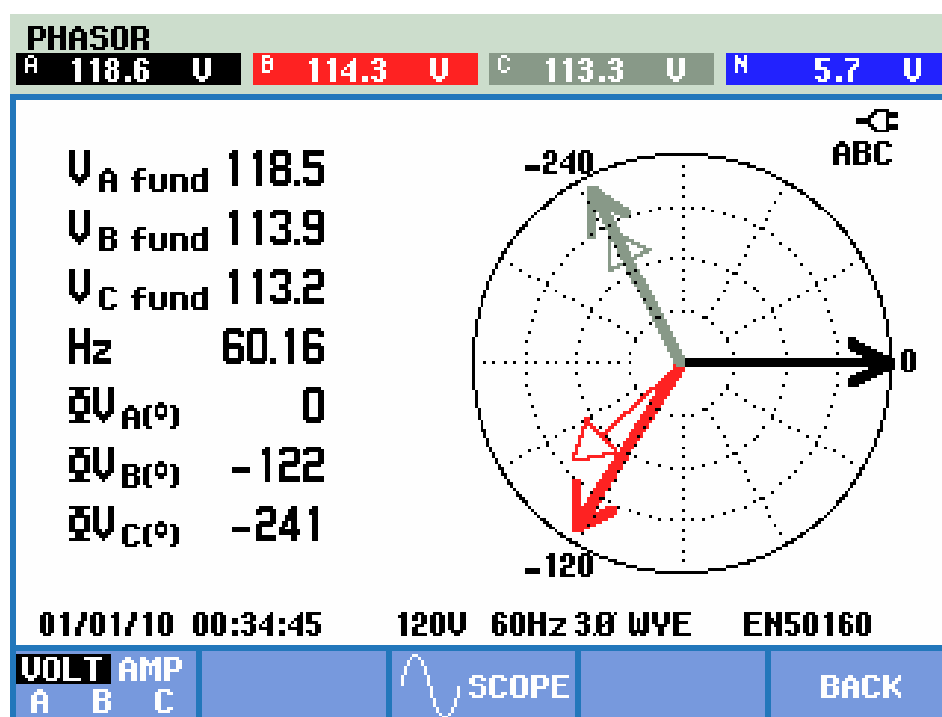 PHASOR
A 118.6 V B 114.3 V C 113.3 V N 5.7 V
ABC
V A fund 118.5
V B fund 113.9
V C fund 113.2
Hz 60.16
ΦV A(°) 0
ΦV B(°) -122
ΦV C(°) -241
-240
0
-120
01/01/10 00:34:45 120V 60Hz 3Ø WYE EN50160
VOLT AMP
A B C
SCOPE
BACK